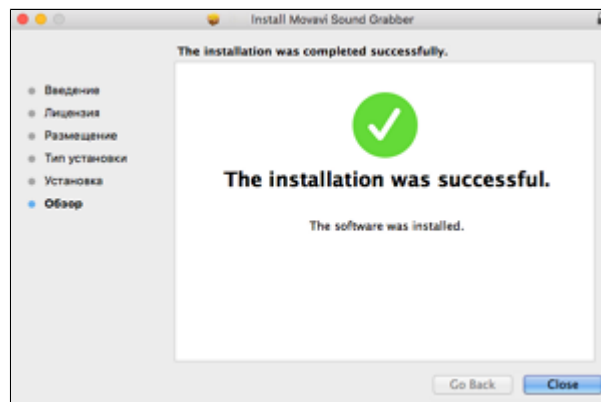 Install Movavi Sound Grabber
The installation was completed successfully.
Введение
Лицензия
Размещение
Тип установки
Установка
Обзор
The installation was successful.
The software was installed.
Go Back
Close